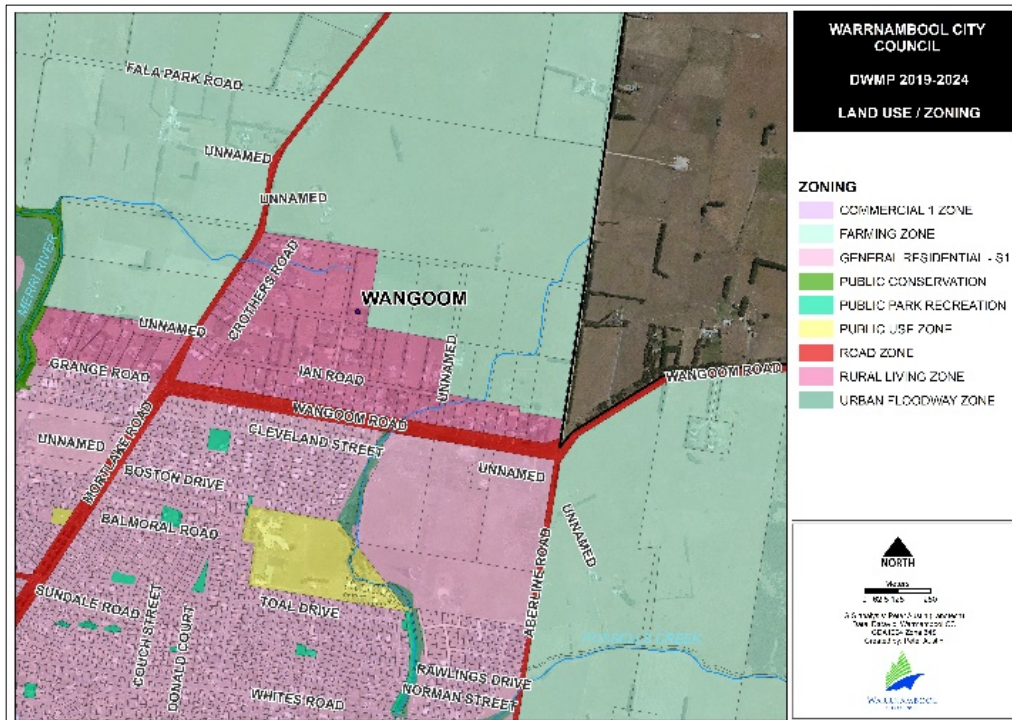 WARRNAMBOOL CITY
COUNCIL
DWMP 2019-2024
LAND USE / ZONING
ZONING
COMMERCIAL 1 ZONE
FARMING ZONE
GENERAL RESIDENTIAL - S1
PUBLIC CONSERVATION
PUBLIC PARK RECREATION
PUBLIC USE ZONE
ROAD ZONE
RURAL LIVING ZONE
URBAN FLOODWAY ZONE
FALA PARK ROAD
UNNAMED
UNNAMED
MERRI RIVER
CROTHERS ROAD
WANGOOM
UNNAMED
UNNAMED
GRANGE ROAD
IAN ROAD
WANGOOM ROAD
WANGOOM ROAD
CLEVELAND STREET
UNNAMED
MORTLAKE ROAD
BOSTON DRIVE
UNNAMED
BALMORAL ROAD
UNNAMED
ABERLINE ROAD
SUNDALE ROAD
COUCH STREET
DONALD COURT
TOAL DRIVE
RAWLINGS DRIVE
NORMAN STREET
WHITES ROAD
NORTH
Meters
250
WARRNAMBOOL